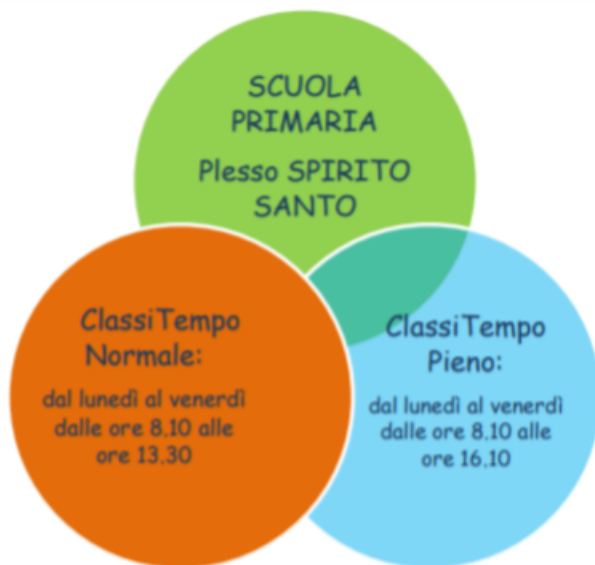 SCUOLA
PRIMARIA
Plesso SPIRITO
SANTO
ClassiTempo
Normale:
dal lunedì al venerdì
dalle ore 8.10 alle
ore 13.30
ClassiTempo
Pieno:
dal lunedì al venerdì
dalle ore 8.10 alle
ore 16.10